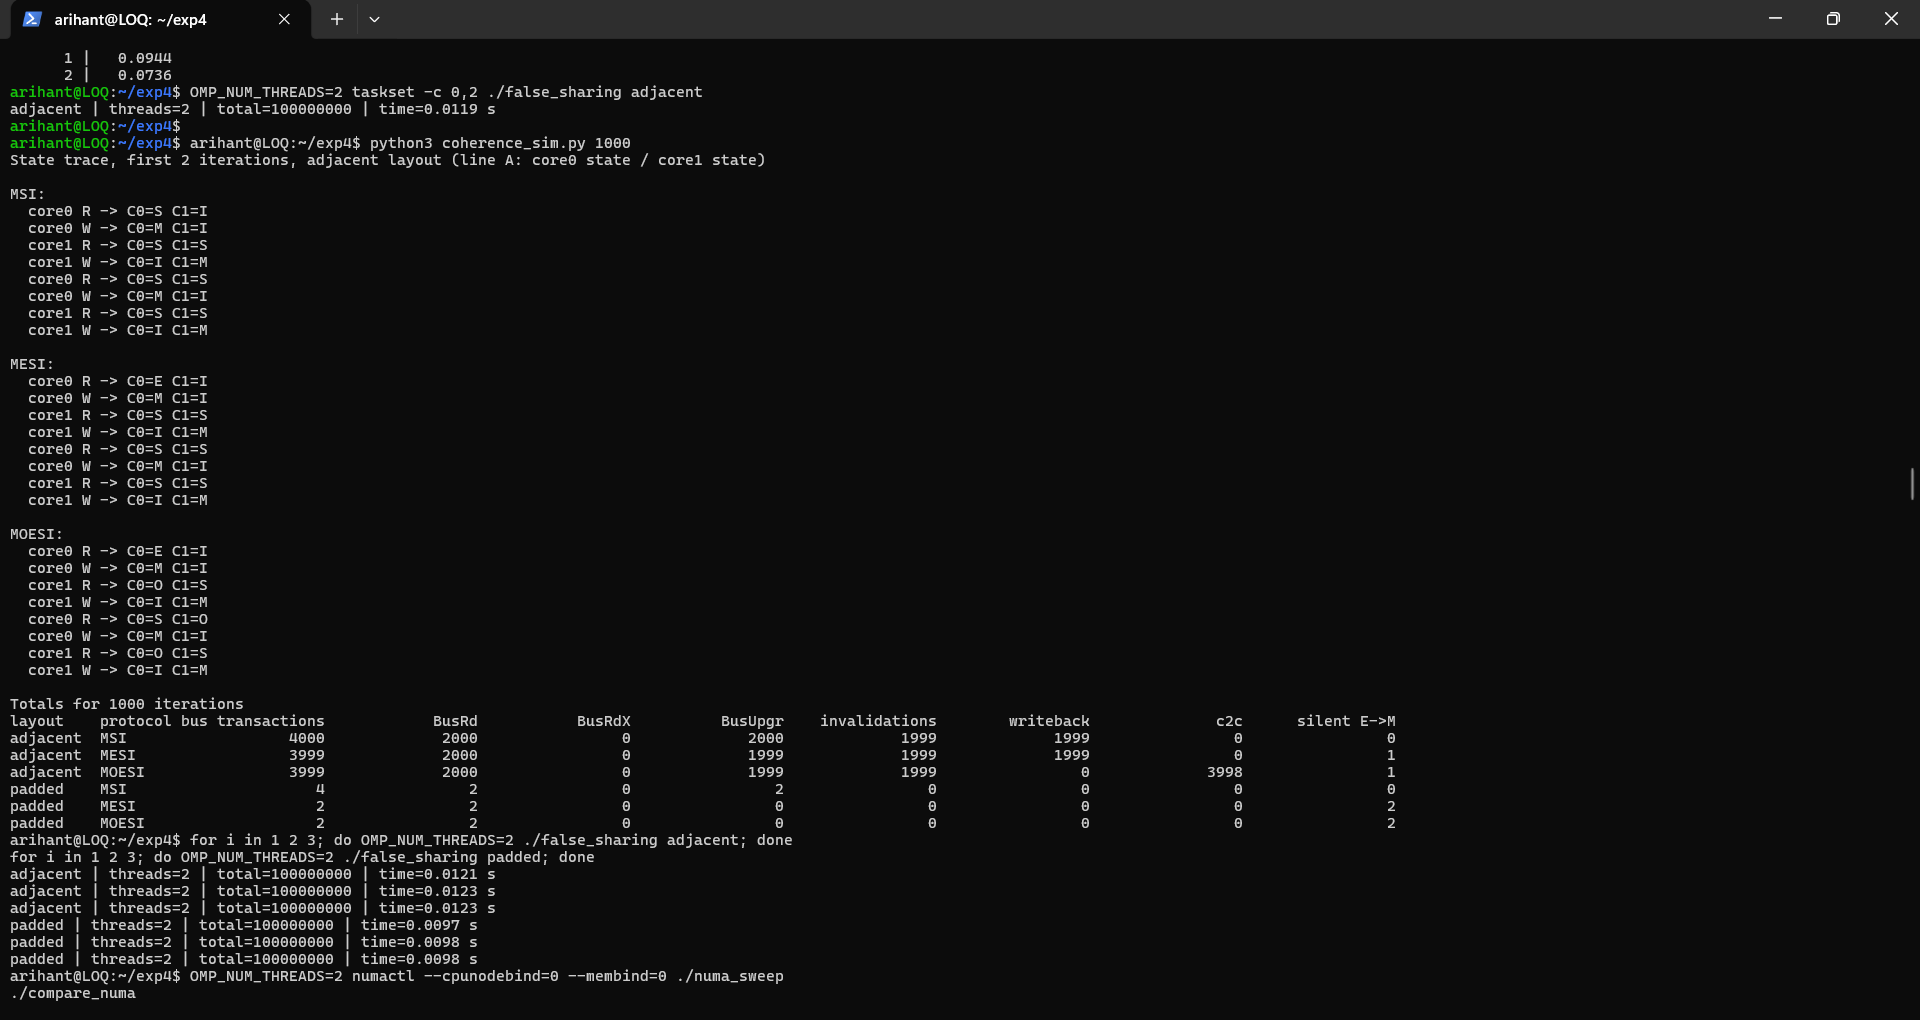 arihant@LOQ: ~/exp4
1 | 0.0944
2 | 0.0736
arihant@LOQ:~/exp4$ OMP_NUM_THREADS=2 taskset -c 0,2 ./false_sharing adjacent
adjacent | threads=2 | total=100000000 | time=0.0119 s
arihant@LOQ:~/exp4$
arihant@LOQ:~/exp4$ arihant@LOQ:~/exp4$ python3 coherence_sim.py 1000
State trace, first 2 iterations, adjacent layout (line A: core0 state / core1 state)
MSI:
core0 R -> C0=S C1=I
core0 W -> C0=M C1=I
core1 R -> C0=S C1=S
core1 W -> C0=I C1=M
core0 R -> C0=S C1=S
core0 W -> C0=M C1=I
core1 R -> C0=S C1=S
core1 W -> C0=I C1=M
MESI:
core0 R -> C0=E C1=I
core0 W -> C0=M C1=I
core1 R -> C0=S C1=S
core1 W -> C0=I C1=M
core0 R -> C0=S C1=S
core0 W -> C0=M C1=I
core1 R -> C0=S C1=S
core1 W -> C0=I C1=M
MOESI:
core0 R -> C0=E C1=I
core0 W -> C0=M C1=I
core1 R -> C0=O C1=S
core1 W -> C0=I C1=M
core0 R -> C0=S C1=O
core0 W -> C0=M C1=I
core1 R -> C0=O C1=S
core1 W -> C0=I C1=M
Totals for 1000 iterations
layout protocol bus transactions BusRd BusRdX BusUpgr invalidations writeback c2c silent E->M
adjacent MSI 4000 2000 0 2000 1999 1999 0 0
adjacent MESI 3999 2000 0 1999 1999 1999 0 1
adjacent MOESI 3999 2000 0 1999 1999 0 3998 1
padded MSI 4 2 0 2 0 0 0 0
padded MESI 2 2 0 0 0 0 0 2
padded MOESI 2 2 0 0 0 0 0 2
arihant@LOQ:~/exp4$ for i in 1 2 3; do OMP_NUM_THREADS=2 ./false_sharing adjacent; done
for i in 1 2 3; do OMP_NUM_THREADS=2 ./false_sharing padded; done
adjacent | threads=2 | total=100000000 | time=0.0121 s
adjacent | threads=2 | total=100000000 | time=0.0123 s
adjacent | threads=2 | total=100000000 | time=0.0123 s
padded | threads=2 | total=100000000 | time=0.0097 s
padded | threads=2 | total=100000000 | time=0.0098 s
padded | threads=2 | total=100000000 | time=0.0098 s
arihant@LOQ:~/exp4$ OMP_NUM_THREADS=2 numactl --cpunodebind=0 --membind=0 ./numa_sweep
./compare_numa